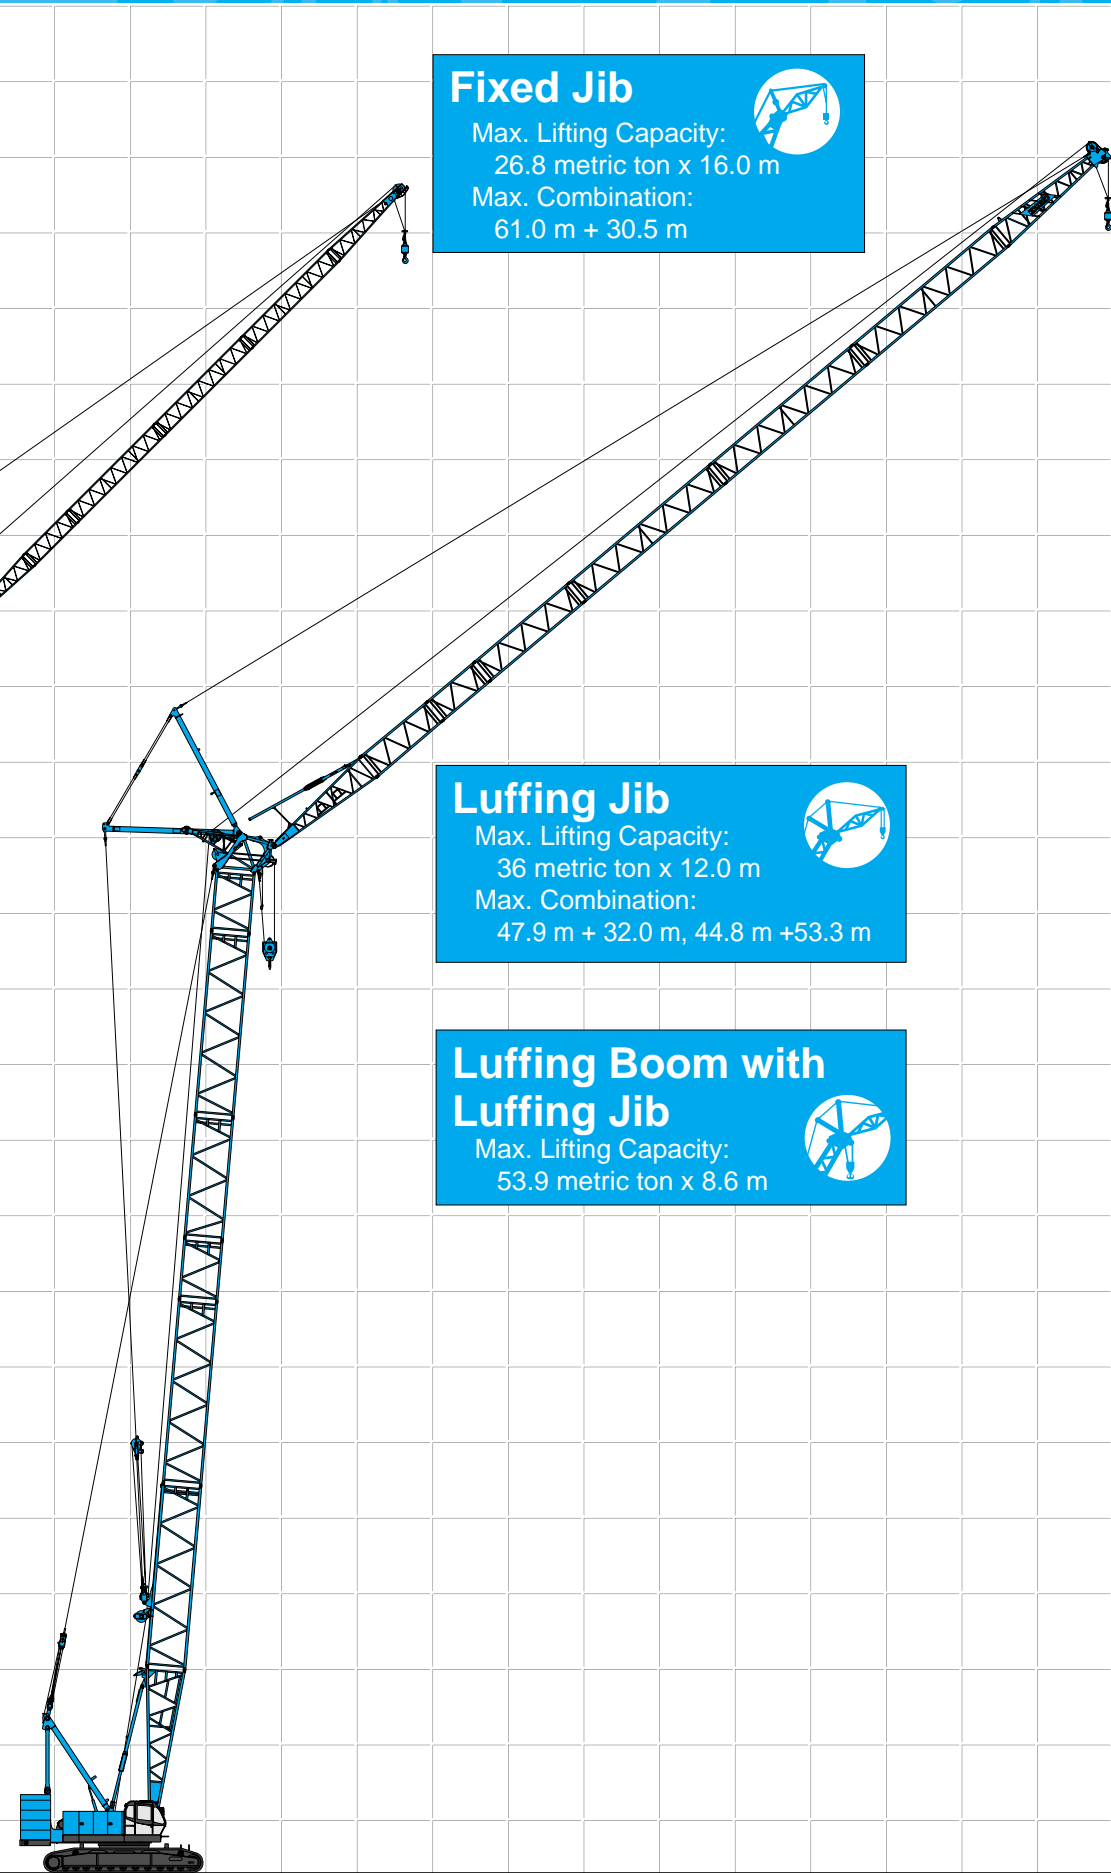 Fixed Jib
Max. Lifting Capacity:
26.8 metric ton x 16.0 m
Max. Combination:
61.0 m + 30.5 m
Luffing Jib
Max. Lifting Capacity:
36 metric ton x 12.0 m
Max. Combination:
47.9 m + 32.0 m, 44.8 m +53.3 m
Luffing Boom with
Luffing Jib
Max. Lifting Capacity:
53.9 metric ton x 8.6 m